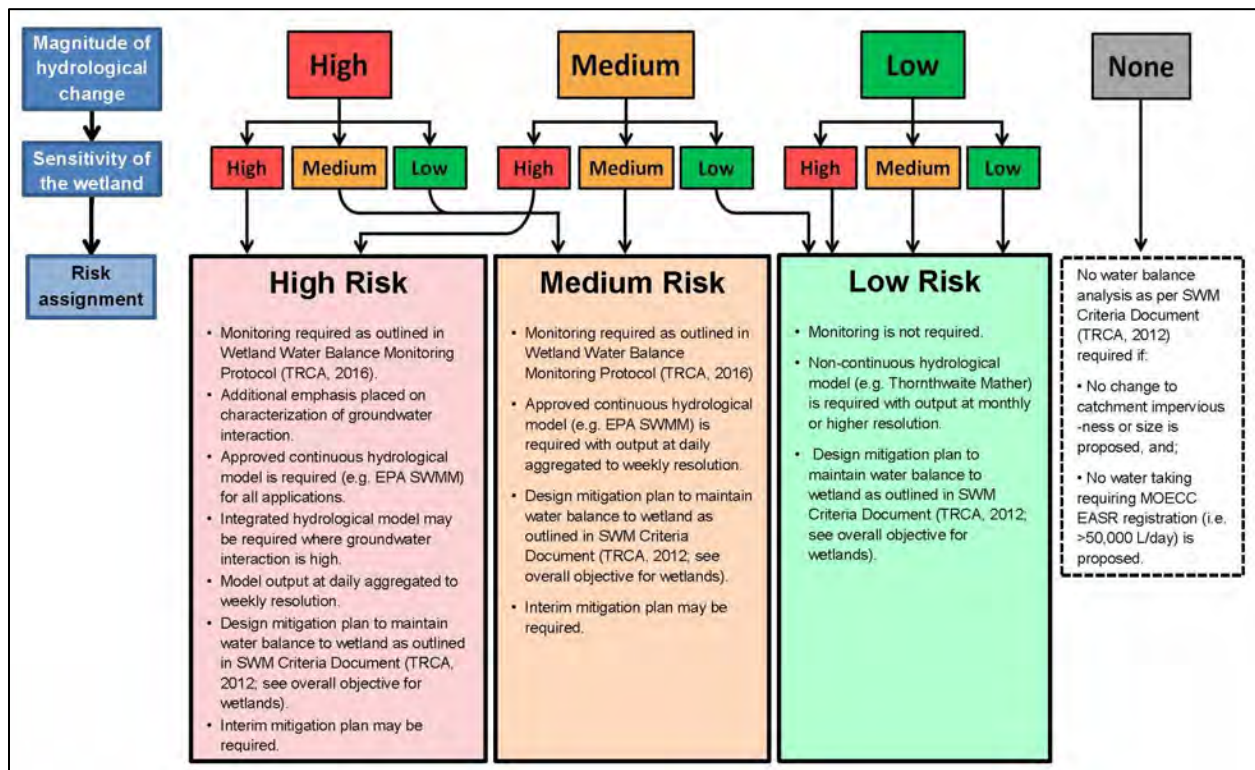 Magnitude of
hydrological
change
High
Medium
Low
None
Sensitivity of
the wetland
High
Medium
Low
High
Medium
Low
High
Medium
Low
Risk
assignment
High Risk
• Monitoring required as outlined in
Wetland Water Balance Monitoring
Protocol (TRCA, 2016).
• Additional emphasis placed on
characterization of groundwater
interaction.
• Approved continuous hydrological
model is required (e.g. EPA SWMM)
for all applications.
• Integrated hydrological model may
be required where groundwater
interaction is high.
• Model output at daily aggregated to
weekly resolution.
• Design mitigation plan to maintain
water balance to wetland as outlined
in SWM Criteria Document (TRCA,
2012; see overall objective for
wetlands).
• Interim mitigation plan may be
required.
Medium Risk
• Monitoring required as outlined in
Wetland Water Balance
Monitoring Protocol (TRCA, 2016)
• Approved continuous hydrological
model (e.g. EPA SWMM) is
required with output at daily
aggregated to weekly resolution.
• Design mitigation plan to maintain
water balance to wetland as
outlined in SWM Criteria
Document (TRCA, 2012; see
overall objective for wetlands).
• Interim mitigation plan may be
required.
Low Risk
• Monitoring is not required.
• Non-continuous hydrological
model (e.g. Thornthwaite Mather)
is required with output at monthly
or higher resolution.
• Design mitigation plan to
maintain water balance to
wetland as outlined in SWM
Criteria Document (TRCA, 2012;
see overall objective for
wetlands).
No water balance
analysis as per SWM
Criteria Document
(TRCA, 2012)
required if:
• No change to
catchment impervious
-ness or size is
proposed, and;
• No water taking
requiring MOECC
EASR registration (i.e.
>50,000 L/day) is
proposed.